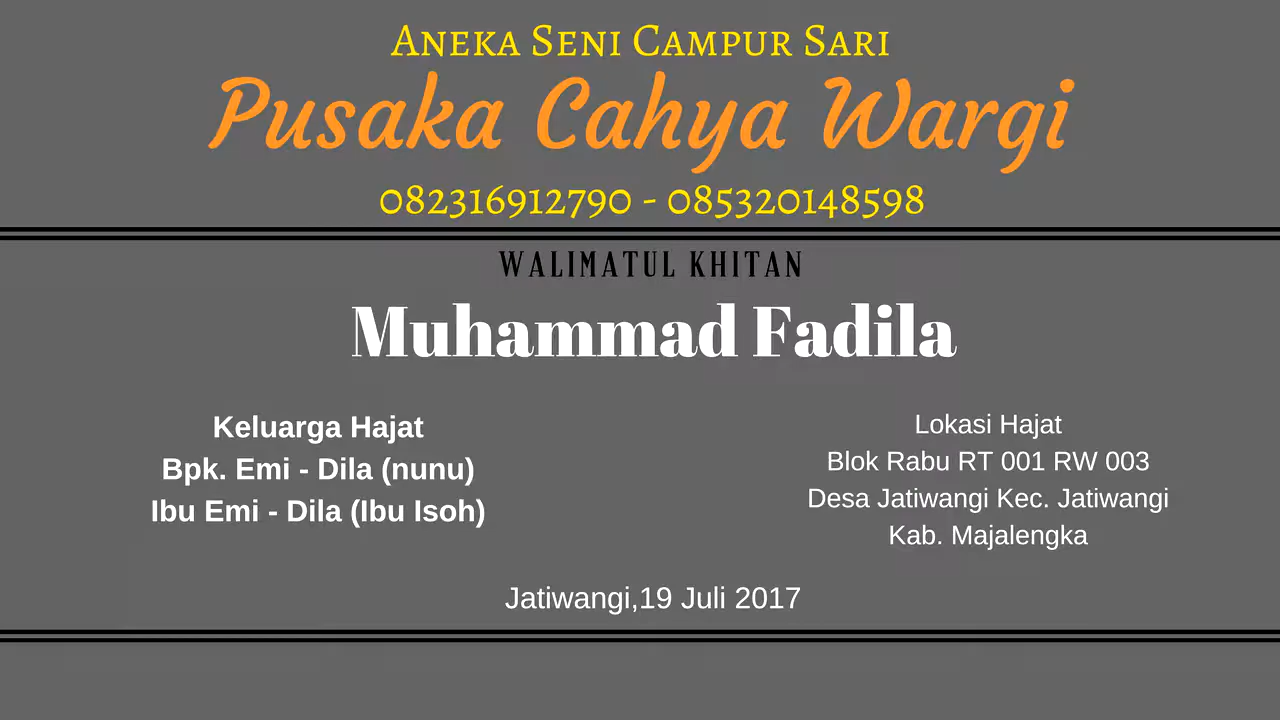 Aneka Seni Campur Sari
Pusaka Cahya Wargi
082316912790 - 085320148598
WALIMATUL KHITAN
Muhammad Fadila
Keluarga Hajat
Bpk. Emi - Dila (nunu)
Ibu Emi - Dila (Ibu Isoh)
Lokasi Hajat
Blok Rabu RT 001 RW 003
Desa Jatiwangi Kec. Jatiwangi
Kab. Majalengka
Jatiwangi,19 Juli 2017